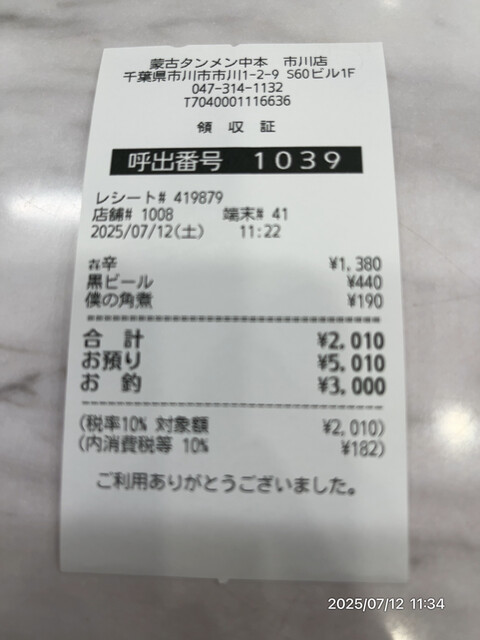 蒙古タンメン中本 市川店
千葉県市川市市川1-2-9 S60ビル1F
047-314-1132
T7040001116636
領 収 証
呼出番号 1039
レシート# 419879
店舗# 1008 端末# 41
2025/07/12(土) 11:22
辛 ¥1,380
黒ビール ¥440
僕の角煮 ¥190
合 計 ¥2,010
お預り ¥5,010
お 釣 ¥3,000
(税率10% 対象額 ¥2,010)
(内消費税等 10% ¥182)
ご利用ありがとうございました。
2025/07/12 11:34